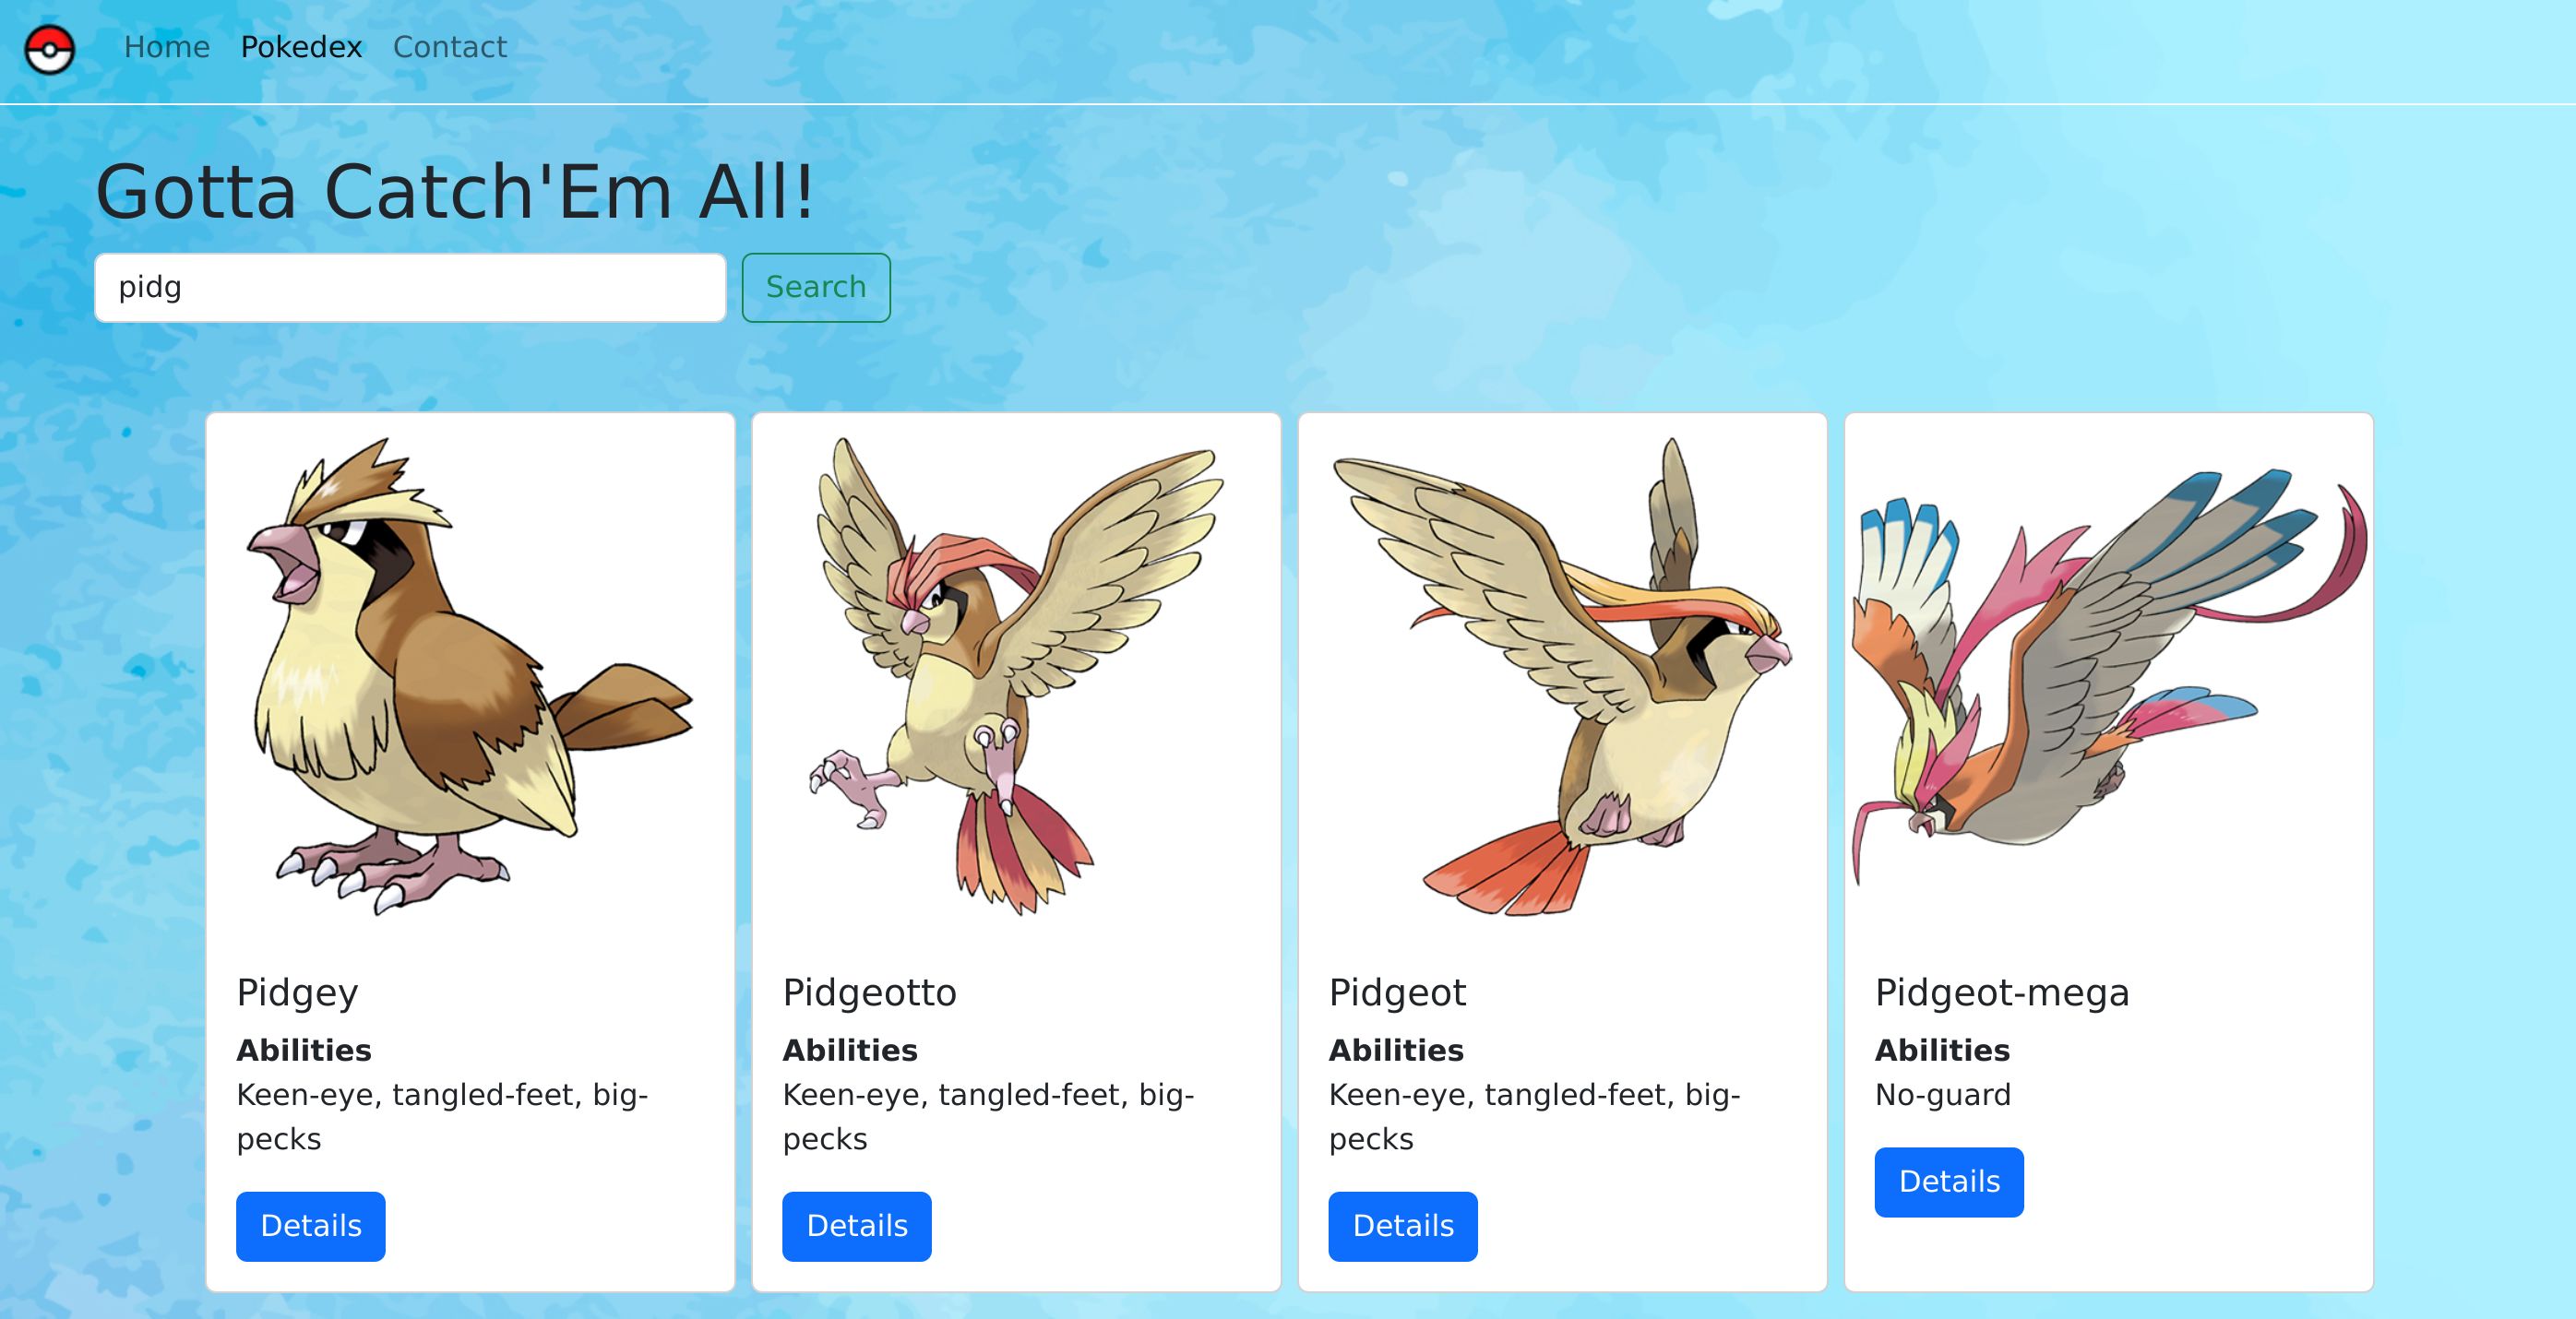 Home Pokedex Contact
Gotta Catch'Em All!
pidg Search
Pidgey
Abilities
Keen-eye, tangled-feet, big-
pecks
Details
Pidgeotto
Abilities
Keen-eye, tangled-feet, big-
pecks
Details
Pidgeot
Abilities
Keen-eye, tangled-feet, big-
pecks
Details
Pidgeot-mega
Abilities
No-guard
Details